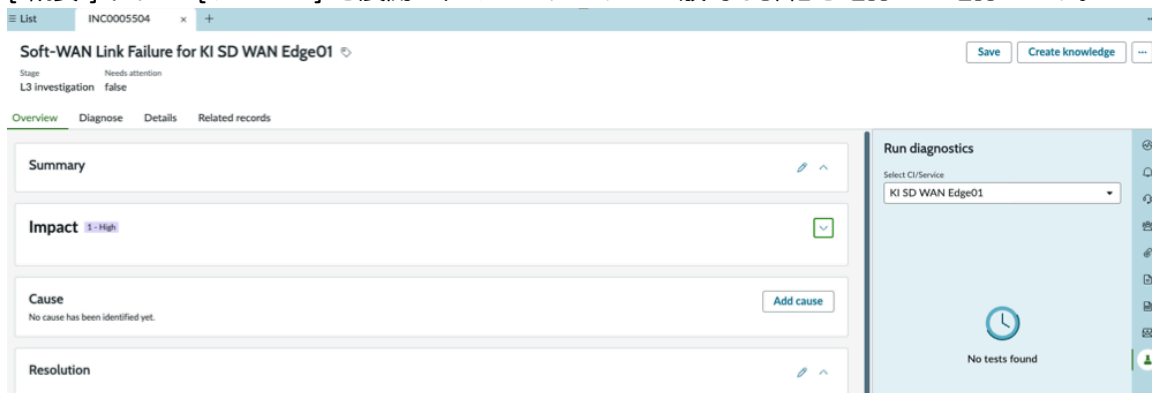 List
INC0005504 × +
Soft-WAN Link Failure for KI SD WAN Edge01
Save
Create knowledge
Stage
Needs attention
L3 investigation
false
Overview
Diagnose
Details
Related records
Summary
Impact 1 - High
Cause
No cause has been identified yet.
Add cause
Resolution
Run diagnostics
Select CI/Service
KI SD WAN Edge01
No tests found